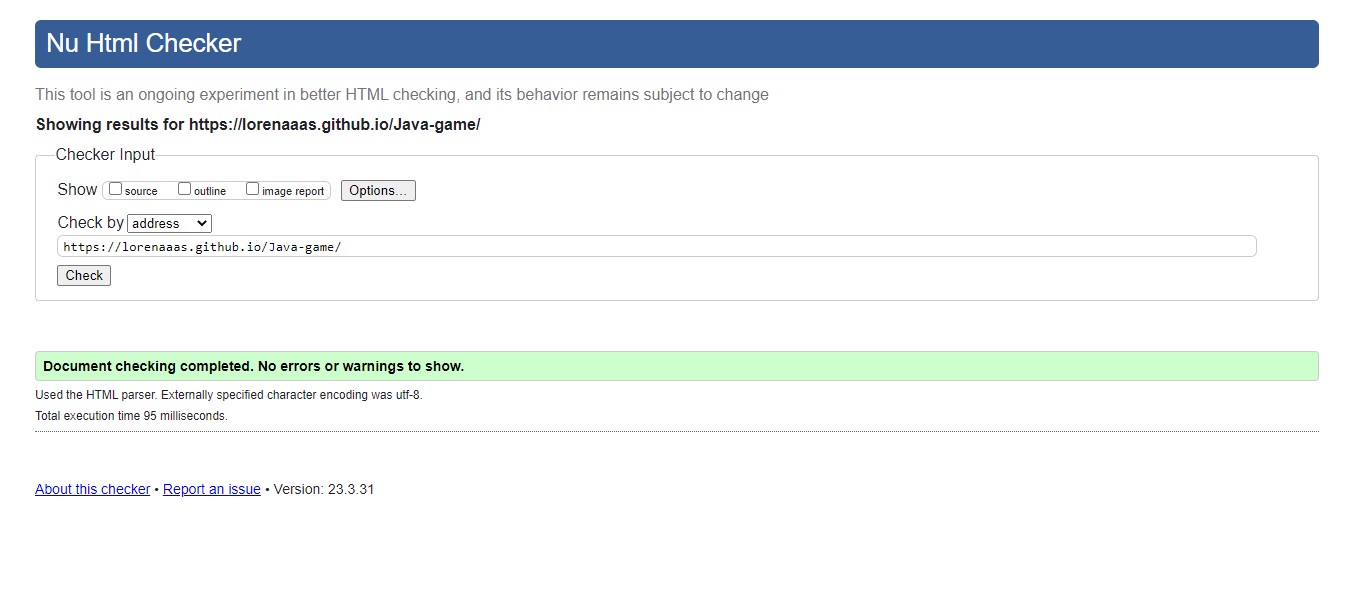 Nu Html Checker
This tool is an ongoing experiment in better HTML checking, and its behavior remains subject to change
Showing results for https://lorenaaas.github.io/Java-game/
Checker Input
Show source outline image report Options...
Check by address
https://lorenaaas.github.io/Java-game/
Check
Document checking completed. No errors or warnings to show.
Used the HTML parser. Externally specified character encoding was utf-8.
Total execution time 95 milliseconds.
About this checker • Report an issue • Version: 23.3.31